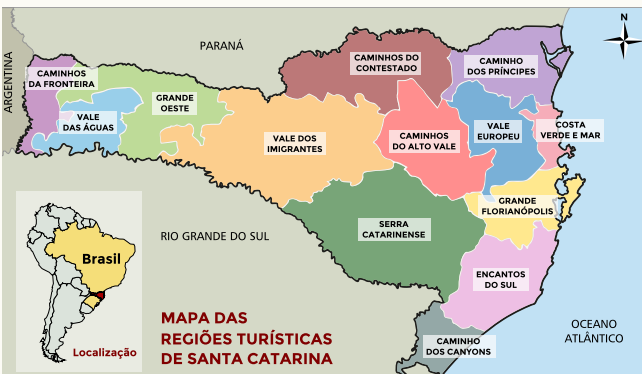 N
PARANÁ
ARGENTINA
CAMINHOS
DA FRONTEIRA
VALE
DAS ÁGUAS
GRANDE
OESTE
VALE DOS
IMIGRANTES
CAMINHOS DO
CONTESTADO
CAMINHO
DOS PRÍNCIPES
CAMINHOS
DO ALTO VALE
VALE
EUROPEU
COSTA
VERDE E MAR
GRANDE
FLORIANÓPOLIS
SERRA
CATARINENSE
ENCANTOS
DO SUL
CAMINHO
DOS CANYONS
RIO GRANDE DO SUL
OCEANO
ATLÂNTICO
Brasil
Localização
MAPA DAS
REGIÕES TURÍSTICAS
DE SANTA CATARINA